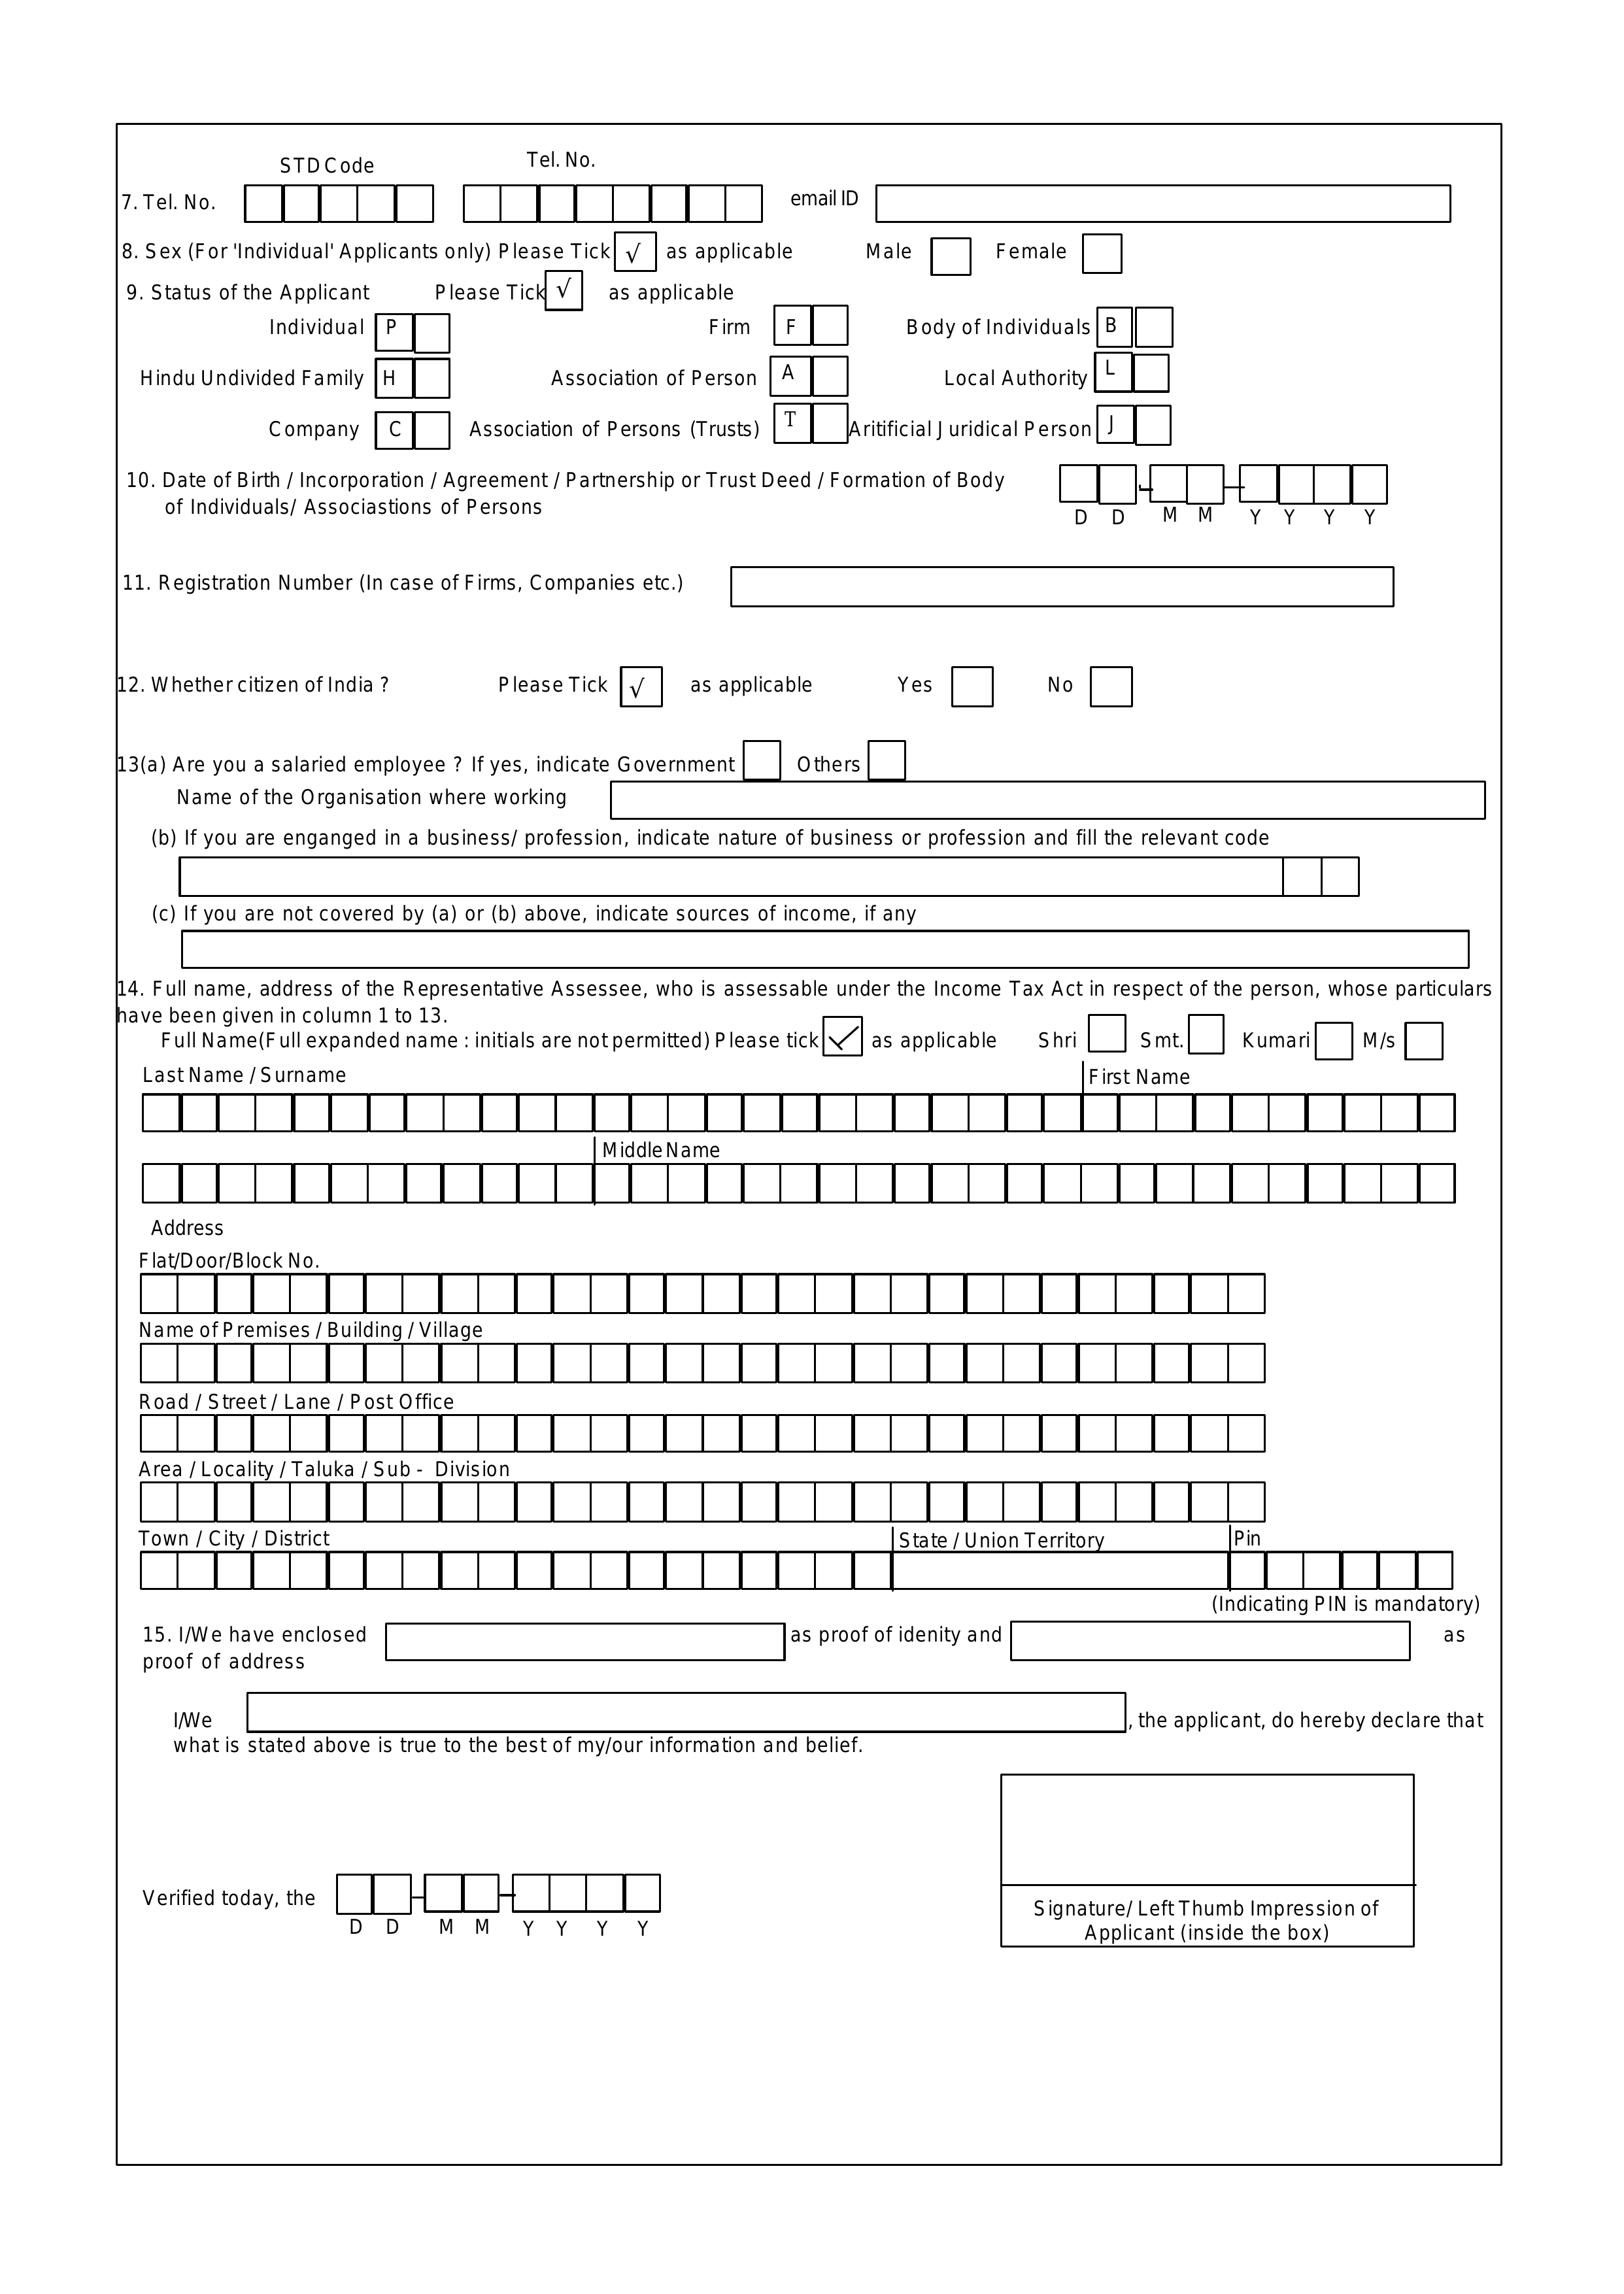 STD Code Tel. No.
7. Tel. No. email ID
8. Sex (For 'Individual' Applicants only) Please Tick √ as applicable Male Female
9. Status of the Applicant Please Tick √ as applicable
Individual P Firm F Body of Individuals B
Hindu Undivided Family H Association of Person A Local Authority L
Company C Association of Persons (Trusts) T Aritificial Juridical Person J
10. Date of Birth / Incorporation / Agreement / Partnership or Trust Deed / Formation of Body
of Individuals/ Associastions of Persons
D D M M Y Y Y Y
11. Registration Number (In case of Firms, Companies etc.)
12. Whether citizen of India ? Please Tick √ as applicable Yes No
13(a) Are you a salaried employee ? If yes, indicate Government Others
Name of the Organisation where working
(b) If you are enganged in a business/ profession, indicate nature of business or profession and fill the relevant code
(c) If you are not covered by (a) or (b) above, indicate sources of income, if any
14. Full name, address of the Representative Assessee, who is assessable under the Income Tax Act in respect of the person, whose particulars
have been given in column 1 to 13.
Full Name(Full expanded name : initials are not permitted) Please tick ✓ as applicable Shri Smt. Kumari M/s
Last Name / Surname First Name
Middle Name
Address
Flat/Door/Block No.
Name of Premises / Building / Village
Road / Street / Lane / Post Office
Area / Locality / Taluka / Sub - Division
Town / City / District State / Union Territory Pin
(Indicating PIN is mandatory)
15. I/We have enclosed as proof of idenity and as
proof of address
I/We , the applicant, do hereby declare that
what is stated above is true to the best of my/our information and belief.
Verified today, the
D D M M Y Y Y Y
Signature/ Left Thumb Impression of
Applicant (inside the box)